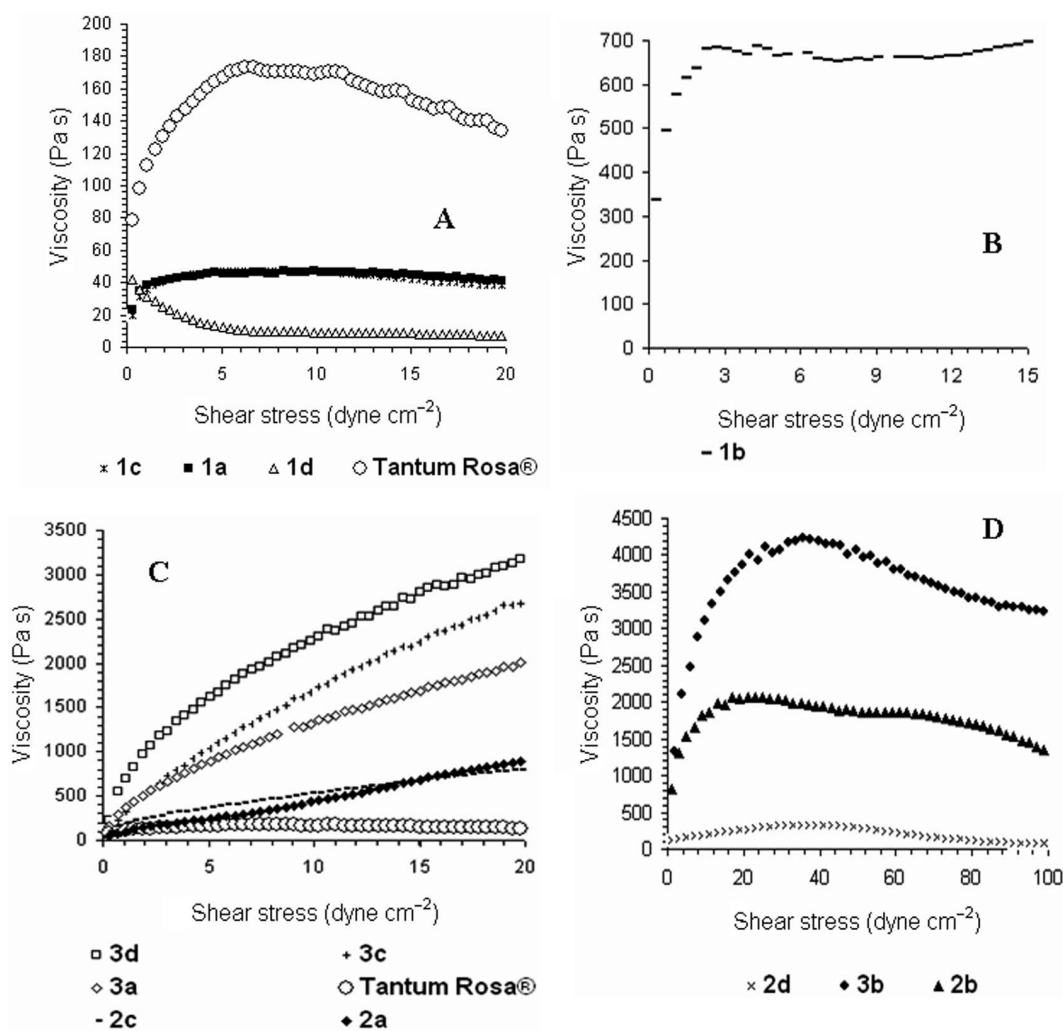 200
180
160
140
120
100
80
60
40
20
0
Viscosity (Pa s)
A
0 5 10 15 20
Shear stress (dyne cm⁻²)
1c 1a 1d Tantum Rosa®
700
600
500
400
300
200
100
0
Viscosity (Pa s)
B
0 3 6 9 12 15
Shear stress (dyne cm⁻²)
1b
3500
3000
2500
2000
1500
1000
500
0
Viscosity (Pa s)
C
0 5 10 15 20
Shear stress (dyne cm⁻²)
3d 3c
3a Tantum Rosa®
2c 2a
4500
4000
3500
3000
2500
2000
1500
1000
500
0
Viscosity (Pa s)
D
0 20 40 60 80 100
Shear stress (dyne cm⁻²)
2d 3b 2b